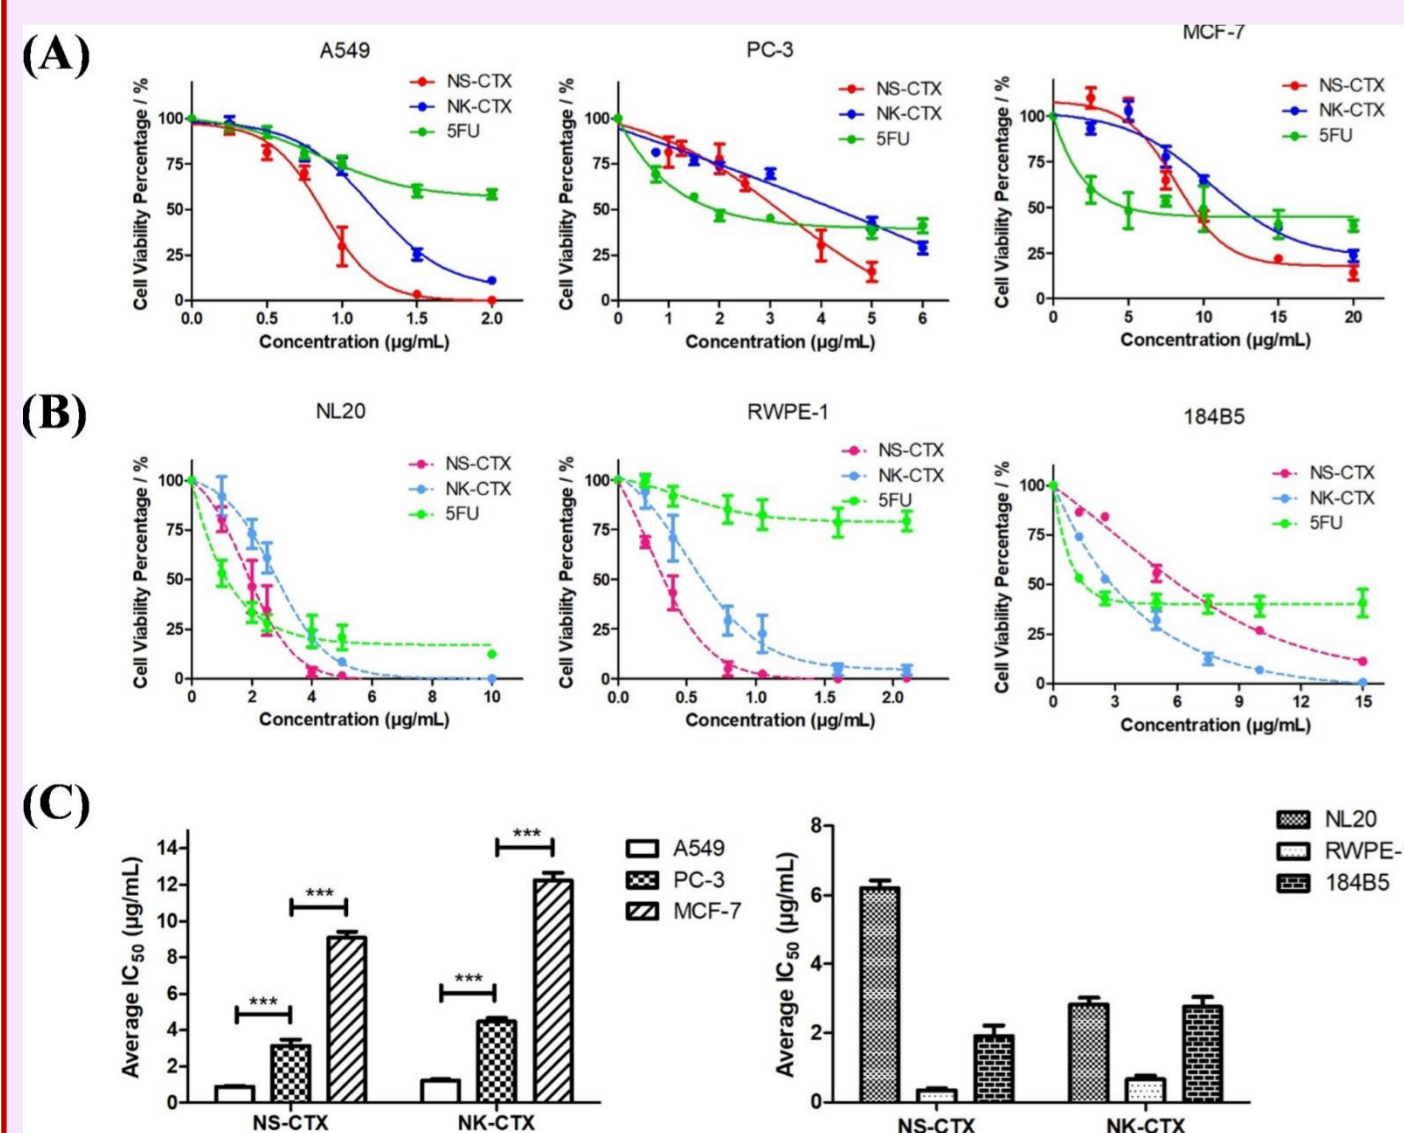 (A)
A549
NS-CTX
NK-CTX
5FU
Cell Viability Percentage / %
100
75
50
25
0
0.0 0.5 1.0 1.5 2.0
Concentration (µg/mL)
PC-3
NS-CTX
NK-CTX
5FU
Cell Viability Percentage / %
100
75
50
25
0
0 1 2 3 4 5 6
Concentration (µg/mL)
MCF-7
NS-CTX
NK-CTX
5FU
Cell Viability Percentage / %
100
75
50
25
0
0 5 10 15 20
Concentration (µg/mL)
(B)
NL20
NS-CTX
NK-CTX
5FU
Cell Viability Percentage / %
100
75
50
25
0
0 2 4 6 8 10
Concentration (µg/mL)
RWPE-1
NS-CTX
NK-CTX
5FU
Cell Viability Percentage / %
100
75
50
25
0
0.0 0.5 1.0 1.5 2.0
Concentration (µg/mL)
184B5
NS-CTX
NK-CTX
5FU
Cell Viability Percentage / %
100
75
50
25
0
0 3 6 9 12 15
Concentration (µg/mL)
(C)
Average IC50 (µg/mL)
14
12
10
8
6
4
2
0
***
***
***
***
A549
PC-3
MCF-7
NS-CTX NK-CTX
Average IC50 (µg/mL)
8
6
4
2
0
NL20
RWPE-
184B5
NS-CTX NK-CTX